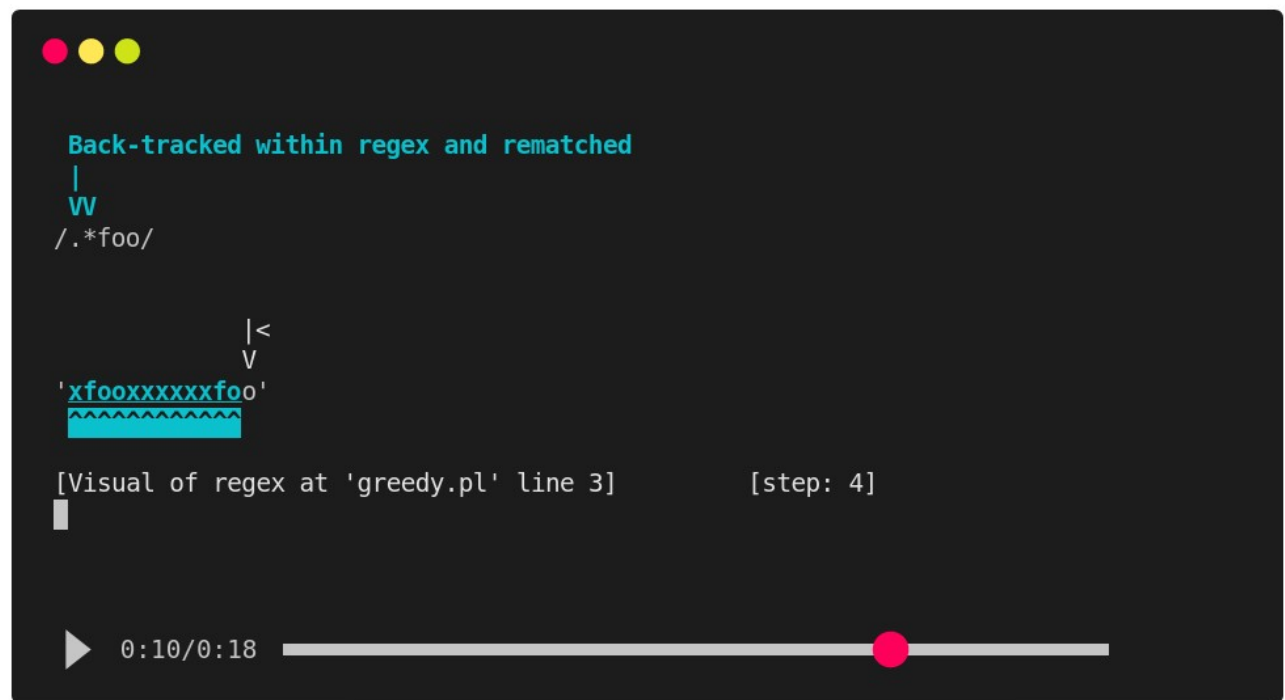 Back-tracked within regex and rematched
|
VV
/.*foo/
|<
V
'xfooxxxxxxfoo'
^^^^^^^^^^^^
[Visual of regex at 'greedy.pl' line 3] [step: 4]
0:10/0:18